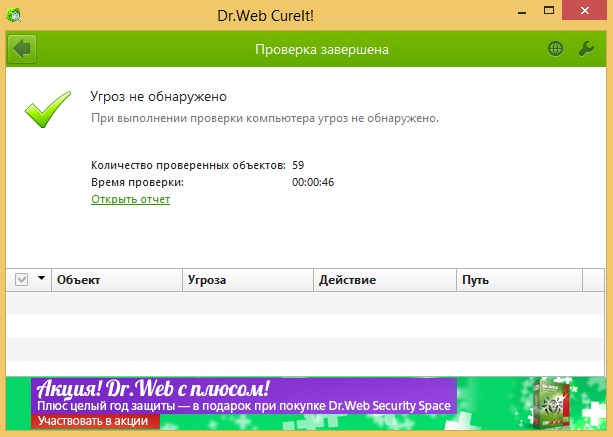 Dr.Web CureIt!
Проверка завершена
Угроз не обнаружено
При выполнении проверки компьютера угроз не обнаружено.
Количество проверенных объектов: 59
Время проверки: 00:00:46
Открыть отчет
Объект Угроза Действие Путь
Акция! Dr.Web с плюсом!
Плюс целый год защиты — в подарок при покупке Dr.Web Security Space
Участвовать в акции